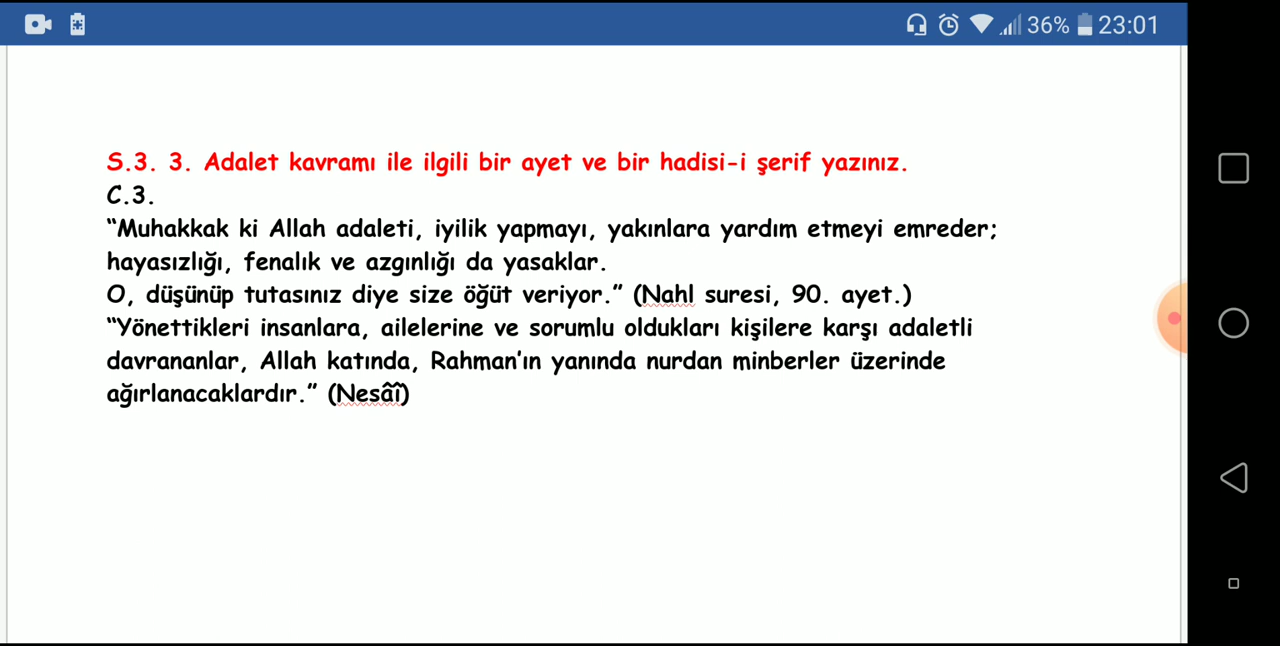 36% 23:01
S.3. 3. Adalet kavramı ile ilgili bir ayet ve bir hadisi-i şerif yazınız.
C.3.
“Muhakkak ki Allah adaleti, iyilik yapmayı, yakınlara yardım etmeyi emreder;
hayasızlığı, fenalık ve azgınlığı da yasaklar.
O, düşünüp tutasınız diye size öğüt veriyor.” (Nahl suresi, 90. ayet.)
“Yönettikleri insanlara, ailelerine ve sorumlu oldukları kişilere karşı adaletli
davrananlar, Allah katında, Rahman’ın yanında nurdan minberler üzerinde
ağırlanacaklardır.” (Nesâî)